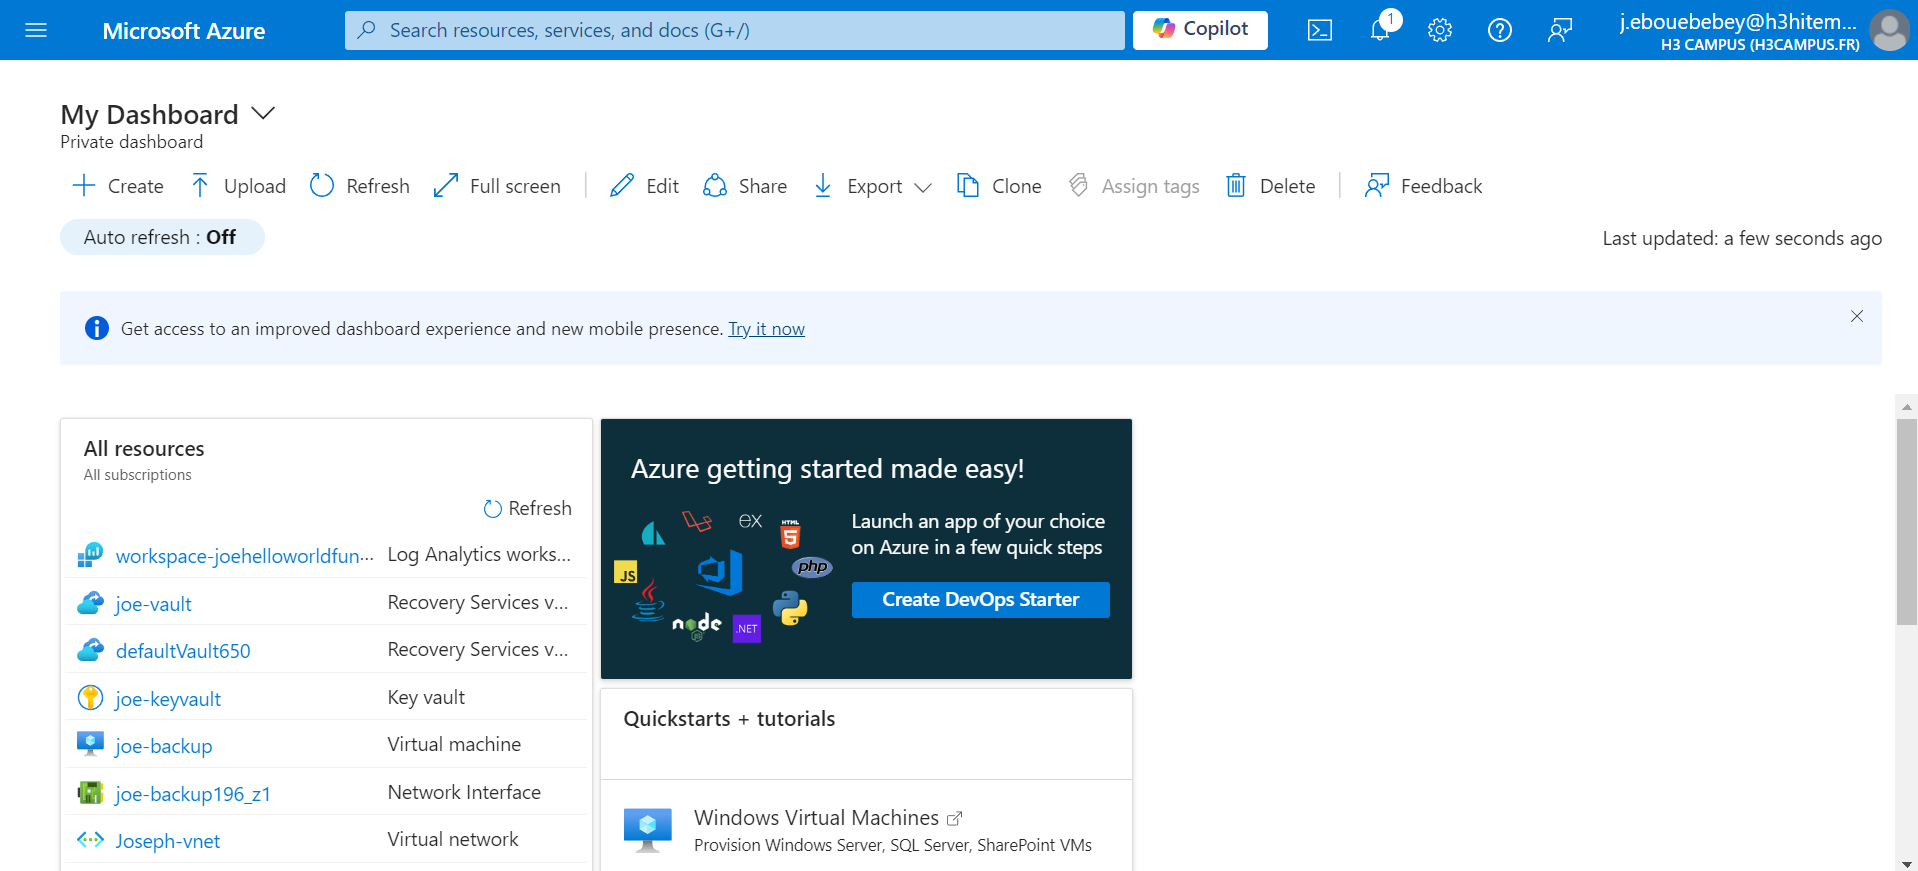 Microsoft Azure
Search resources, services, and docs (G+/)
Copilot
1
j.ebouebebey@h3hitem...
H3 CAMPUS (H3CAMPUS.FR)
My Dashboard
Private dashboard
Create Upload Refresh Full screen Edit Share Export Clone Assign tags Delete Feedback
Auto refresh : Off
Last updated: a few seconds ago
Get access to an improved dashboard experience and new mobile presence. Try it now
All resources
All subscriptions
Refresh
workspace-joehelloworldfun... Log Analytics works...
joe-vault Recovery Services v...
defaultVault650 Recovery Services v...
joe-keyvault Key vault
joe-backup Virtual machine
joe-backup196_z1 Network Interface
Joseph-vnet Virtual network
Azure getting started made easy!
EX
HTML
5
JS
php
node
JS
.NET
Launch an app of your choice
on Azure in a few quick steps
Create DevOps Starter
Quickstarts + tutorials
Windows Virtual Machines
Provision Windows Server, SQL Server, SharePoint VMs